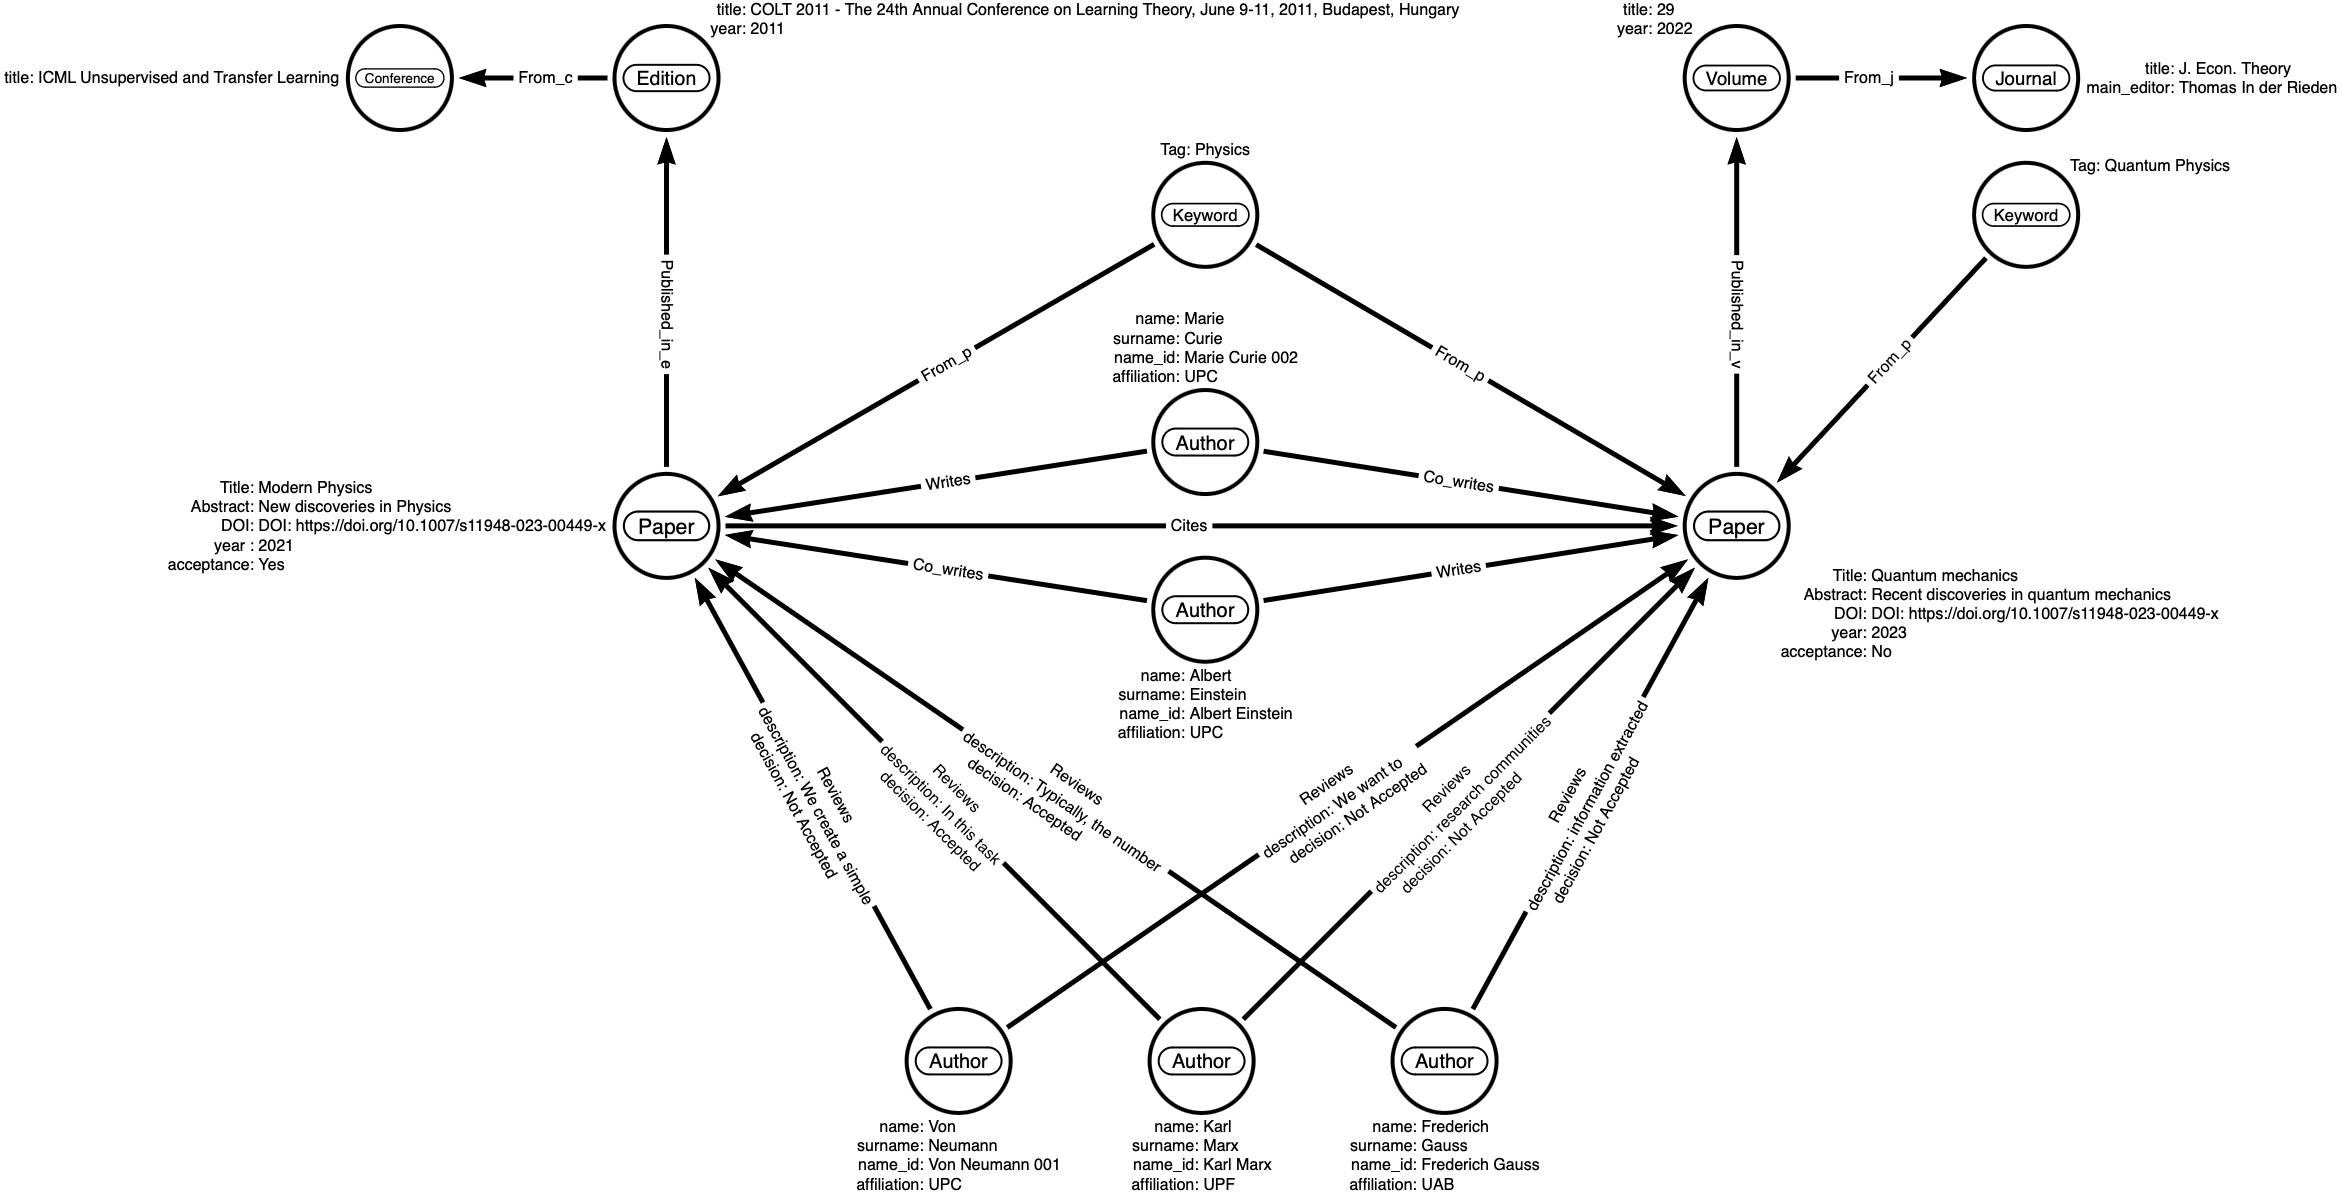 title: COLT 2011 - The 24th Annual Conference on Learning Theory, June 9-11, 2011, Budapest, Hungary
year: 2011
title: 29
year: 2022
title: ICML Unsupervised and Transfer Learning
Conference
From_c
Edition
Volume
From_j
Journal
title: J. Econ. Theory
main_editor: Thomas In der Rieden
Tag: Physics
Keyword
Tag: Quantum Physics
Keyword
Published_in_e
From_p
From_p
Published_in_v
From_p
name: Marie
surname: Curie
name_id: Marie Curie 002
affiliation: UPC
Author
Writes
Co_writes
Title: Modern Physics
Abstract: New discoveries in Physics
DOI: DOI: https://doi.org/10.1007/s11948-023-00449-x
year : 2021
acceptance: Yes
Paper
Cites
Paper
Co_writes
Writes
Author
name: Albert
surname: Einstein
name_id: Albert Einstein
affiliation: UPC
Title: Quantum mechanics
Abstract: Recent discoveries in quantum mechanics
DOI: DOI: https://doi.org/10.1007/s11948-023-00449-x
year: 2023
acceptance: No
Reviews
description: We create a simple
decision: Not Accepted
Reviews
description: In this task
decision: Accepted
Reviews
description: Typically, the number
decision: Accepted
Reviews
description: We want to
decision: Not Accepted
Reviews
description: research communities
decision: Not Accepted
Reviews
description: information extracted
decision: Not Accepted
Author
Author
Author
name: Von
surname: Neumann
name_id: Von Neumann 001
affiliation: UPC
name: Karl
surname: Marx
name_id: Karl Marx
affiliation: UPF
name: Frederich
surname: Gauss
name_id: Frederich Gauss
affiliation: UAB